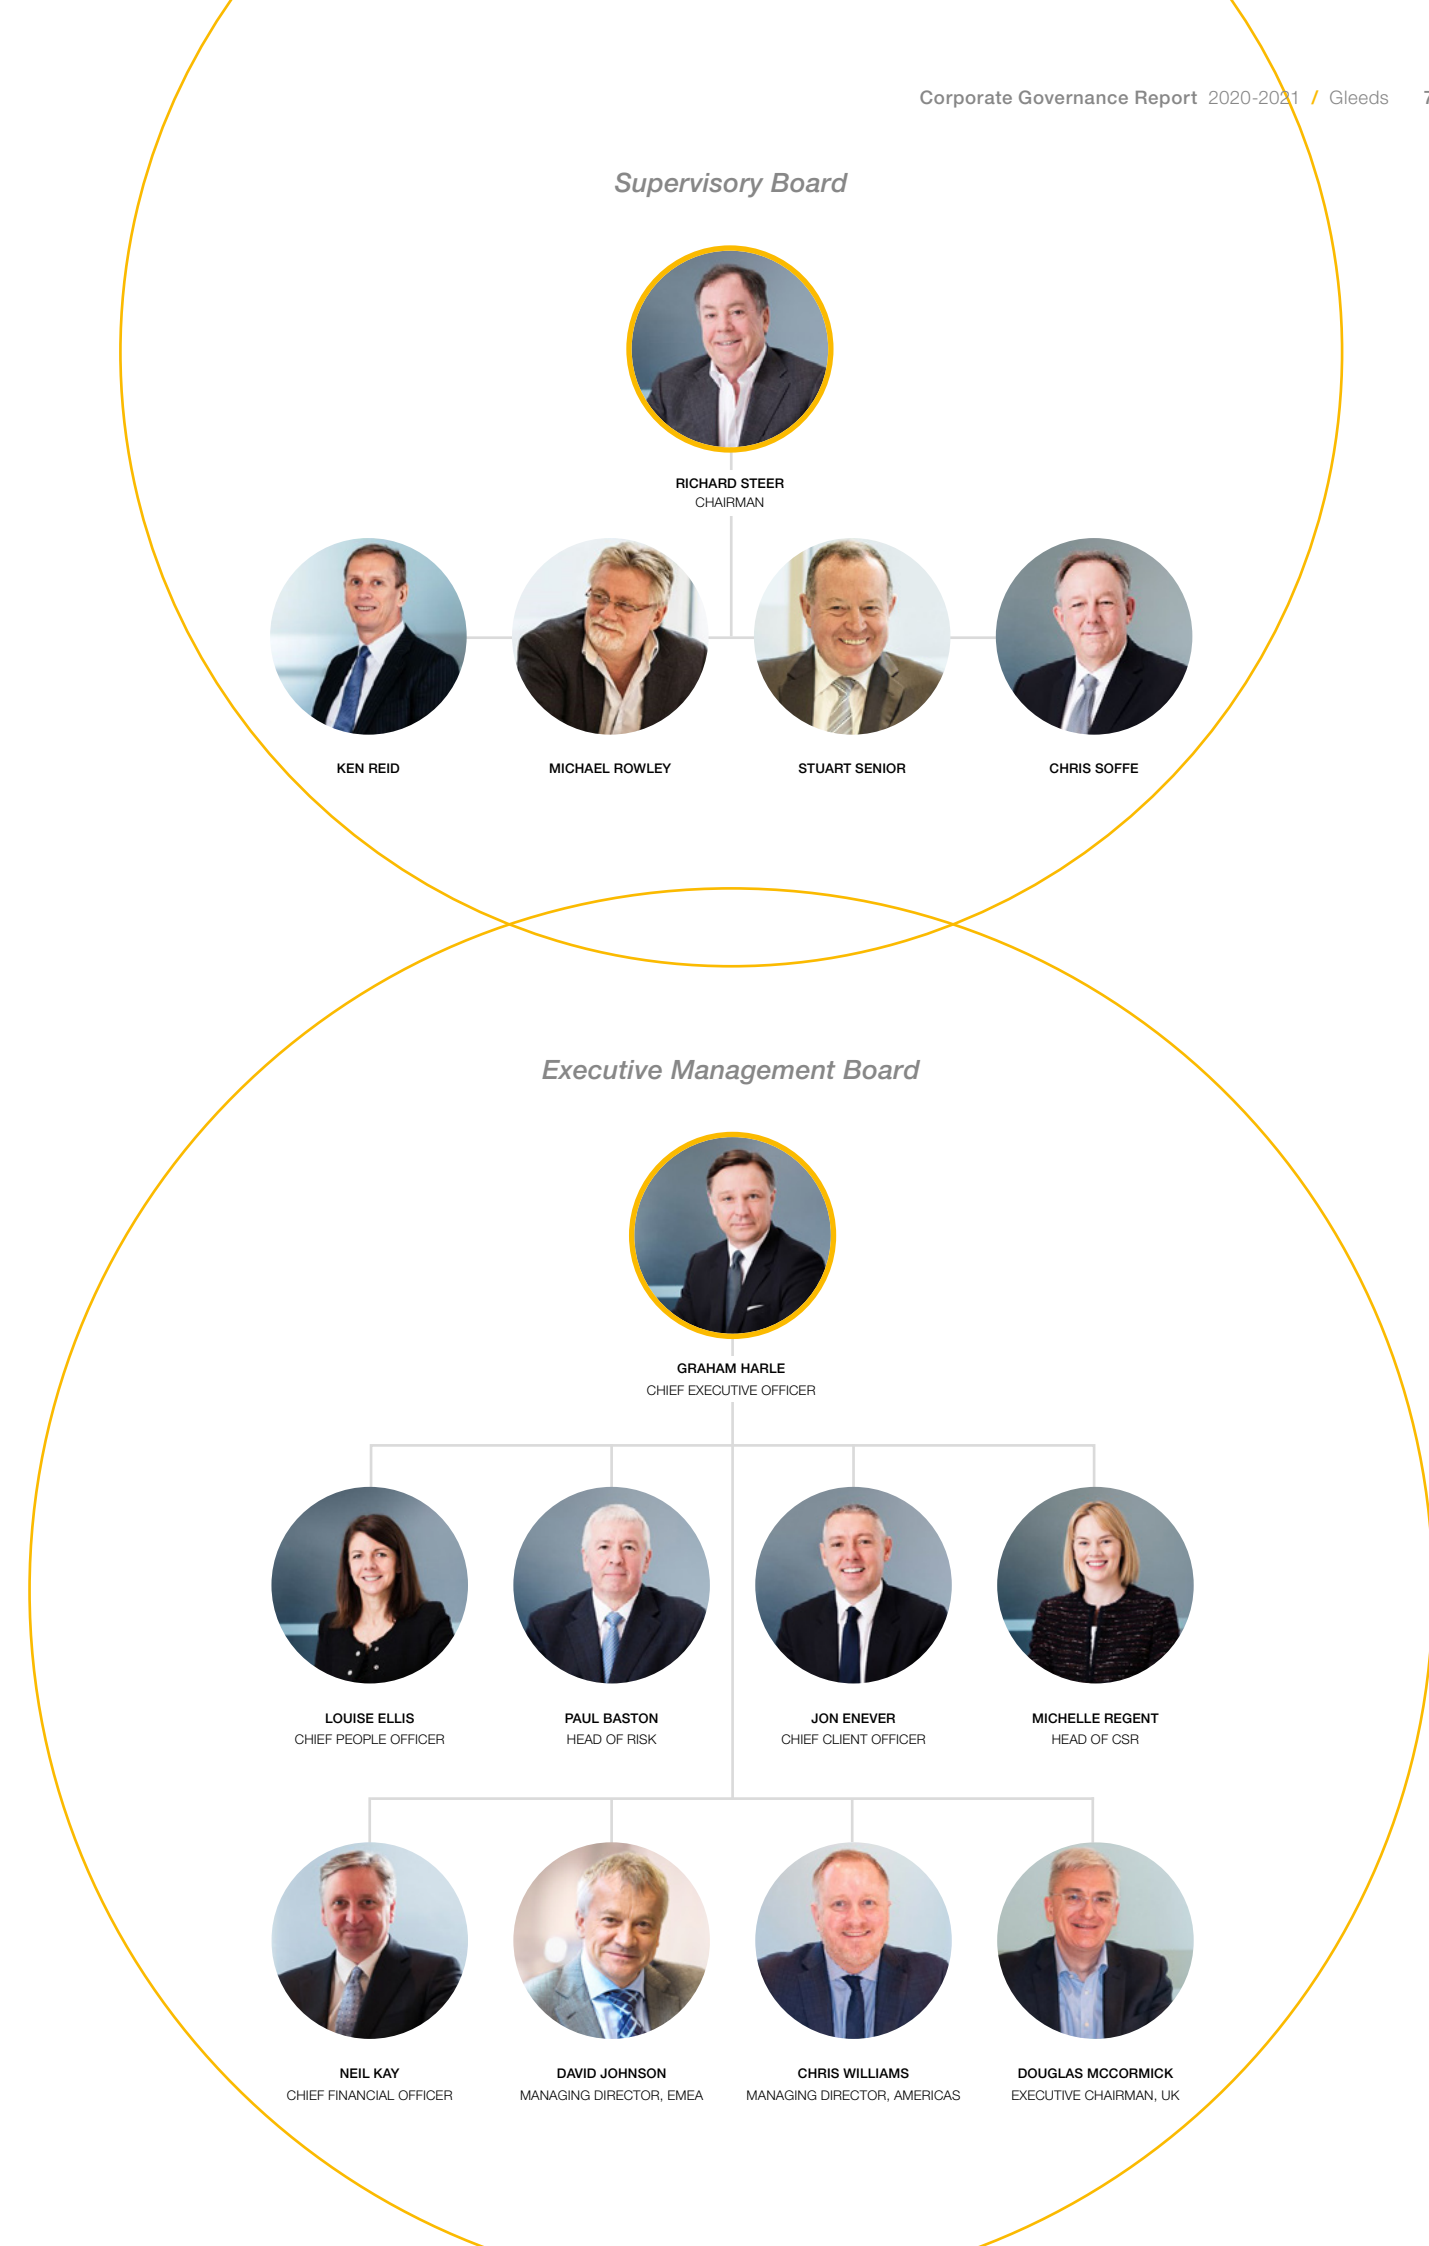 Corporate Governance Report 2020-2021 / Gleeds 7
Supervisory Board
RICHARD STEER
CHAIRMAN
KEN REID
MICHAEL ROWLEY
STUART SENIOR
CHRIS SOFFE
Executive Management Board
GRAHAM HARLE
CHIEF EXECUTIVE OFFICER
LOUISE ELLIS
CHIEF PEOPLE OFFICER
PAUL BASTON
HEAD OF RISK
JON ENEVER
CHIEF CLIENT OFFICER
MICHELLE REGENT
HEAD OF CSR
NEIL KAY
CHIEF FINANCIAL OFFICER
DAVID JOHNSON
MANAGING DIRECTOR, EMEA
CHRIS WILLIAMS
MANAGING DIRECTOR, AMERICAS
DOUGLAS MCCORMICK
EXECUTIVE CHAIRMAN, UK